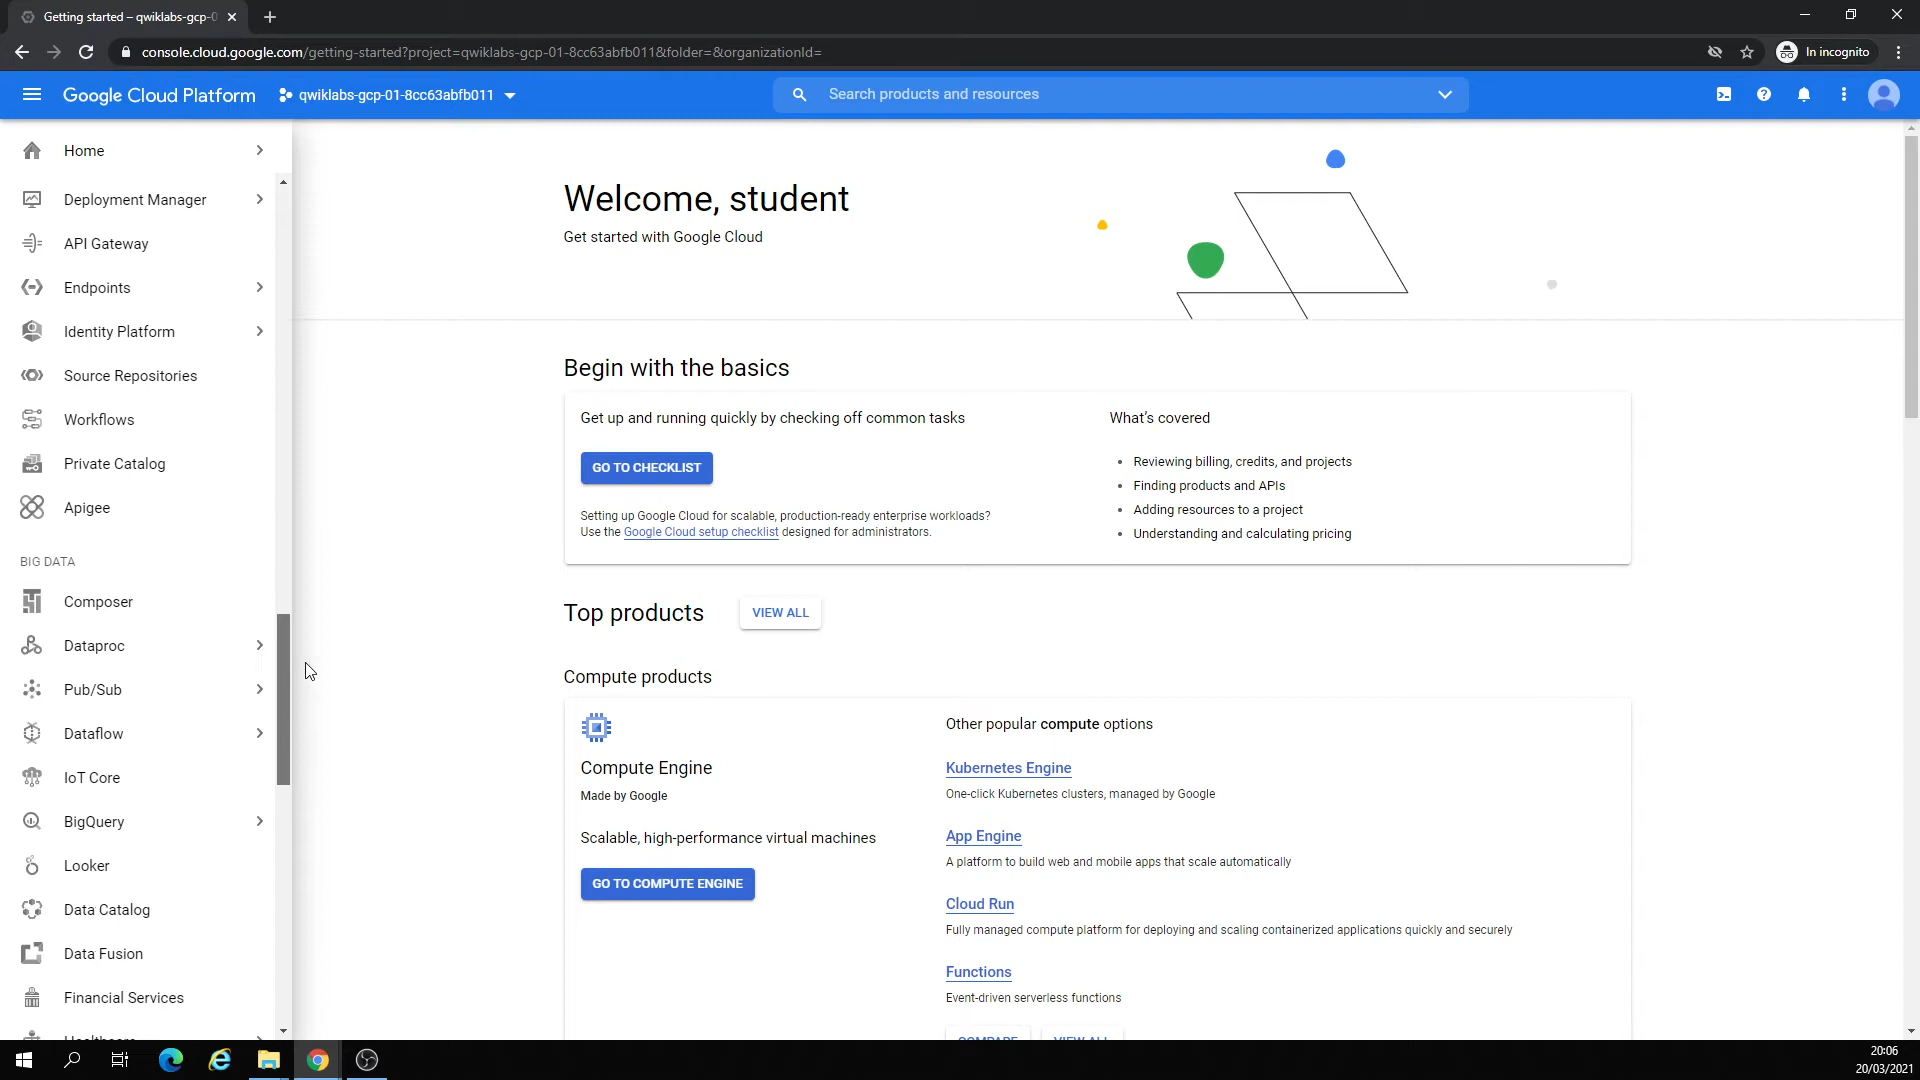 Getting started – qwiklabs-gcp-0
console.cloud.google.com/getting-started?project=qwiklabs-gcp-01-8cc63abfb011&folder=&organizationId=
In incognito
Google Cloud Platform
qwiklabs-gcp-01-8cc63abfb011
Search products and resources
Home
Deployment Manager
API Gateway
Endpoints
Identity Platform
Source Repositories
Workflows
Private Catalog
Apigee
BIG DATA
Composer
Dataproc
Pub/Sub
Dataflow
IoT Core
BigQuery
Looker
Data Catalog
Data Fusion
Financial Services
Healthcare
Welcome, student
Get started with Google Cloud
Begin with the basics
Get up and running quickly by checking off common tasks
GO TO CHECKLIST
Setting up Google Cloud for scalable, production-ready enterprise workloads?
Use the Google Cloud setup checklist designed for administrators.
What's covered
Reviewing billing, credits, and projects
Finding products and APIs
Adding resources to a project
Understanding and calculating pricing
Top products
VIEW ALL
Compute products
Compute Engine
Made by Google
Scalable, high-performance virtual machines
GO TO COMPUTE ENGINE
Other popular compute options
Kubernetes Engine
One-click Kubernetes clusters, managed by Google
App Engine
A platform to build web and mobile apps that scale automatically
Cloud Run
Fully managed compute platform for deploying and scaling containerized applications quickly and securely
Functions
Event-driven serverless functions
COMPARE
VIEW ALL
20:06
20/03/2021